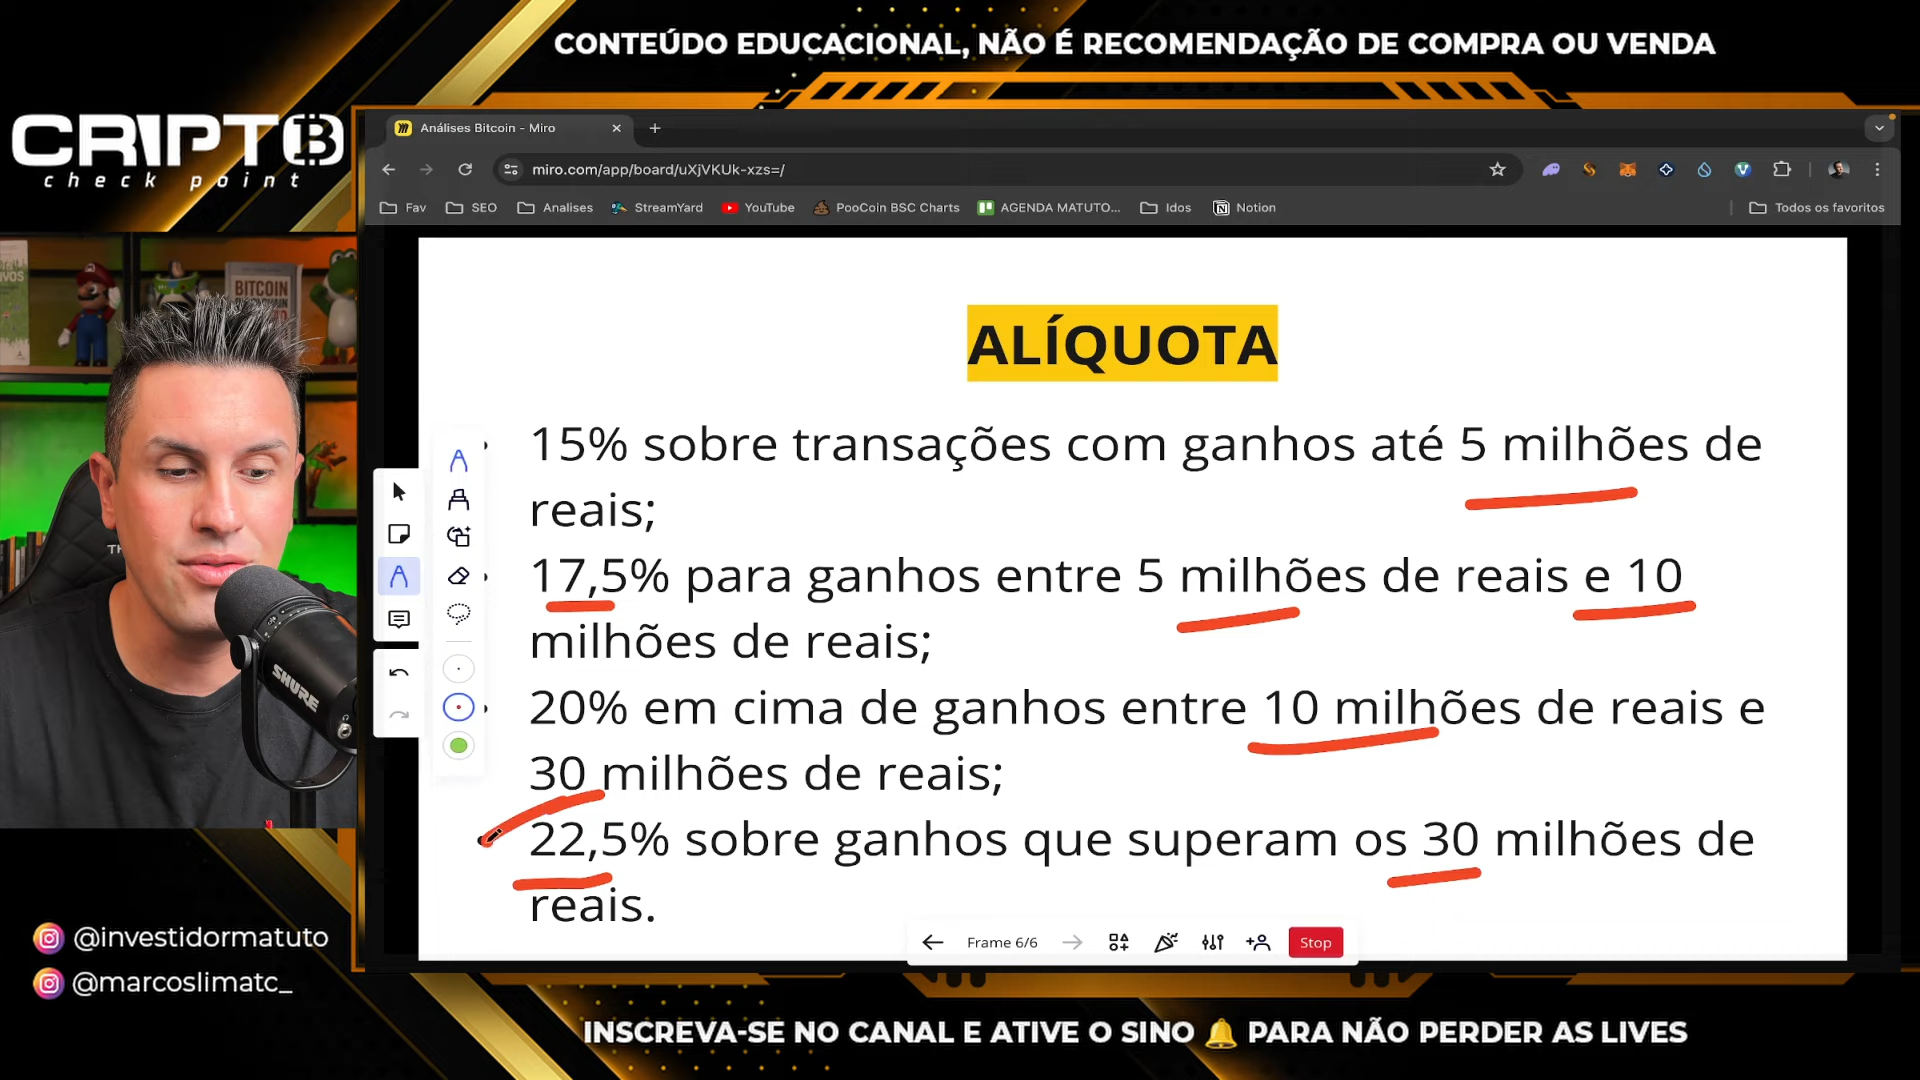 CONTEÚDO EDUCACIONAL, NÃO É RECOMENDAÇÃO DE COMPRA OU VENDA
CRIPTO
check point
Análises Bitcoin - Miro
miro.com/app/board/uXjVKUk-xzs=/
Fav
SEO
Analises
StreamYard
YouTube
PooCoin BSC Charts
AGENDA MATUTO...
Idos
Notion
Todos os favoritos
BITCOIN
SHURE
ALÍQUOTA
15% sobre transações com ganhos até 5 milhões de
reais;
17,5% para ganhos entre 5 milhões de reais e 10
milhões de reais;
20% em cima de ganhos entre 10 milhões de reais e
30 milhões de reais;
22,5% sobre ganhos que superam os 30 milhões de
reais.
Frame 6/6
Stop
@investidormatuto
@marcoslimatc_
INSCREVA-SE NO CANAL E ATIVE O SINO 🔔 PARA NÃO PERDER AS LIVES